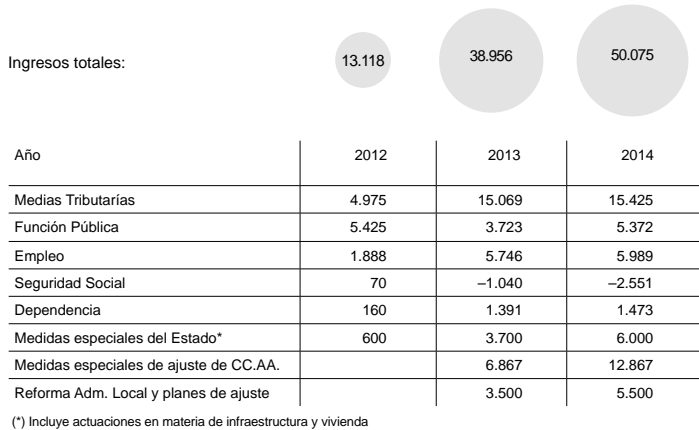 Ingresos totales: 13.118 38.956 50.075
Año 2012 2013 2014
Medias Tributarías 4.975 15.069 15.425
Función Pública 5.425 3.723 5.372
Empleo 1.888 5.746 5.989
Seguridad Social 70 –1.040 –2.551
Dependencia 160 1.391 1.473
Medidas especiales del Estado* 600 3.700 6.000
Medidas especiales de ajuste de CC.AA. 6.867 12.867
Reforma Adm. Local y planes de ajuste 3.500 5.500
(*) Incluye actuaciones en materia de infraestructura y vivienda